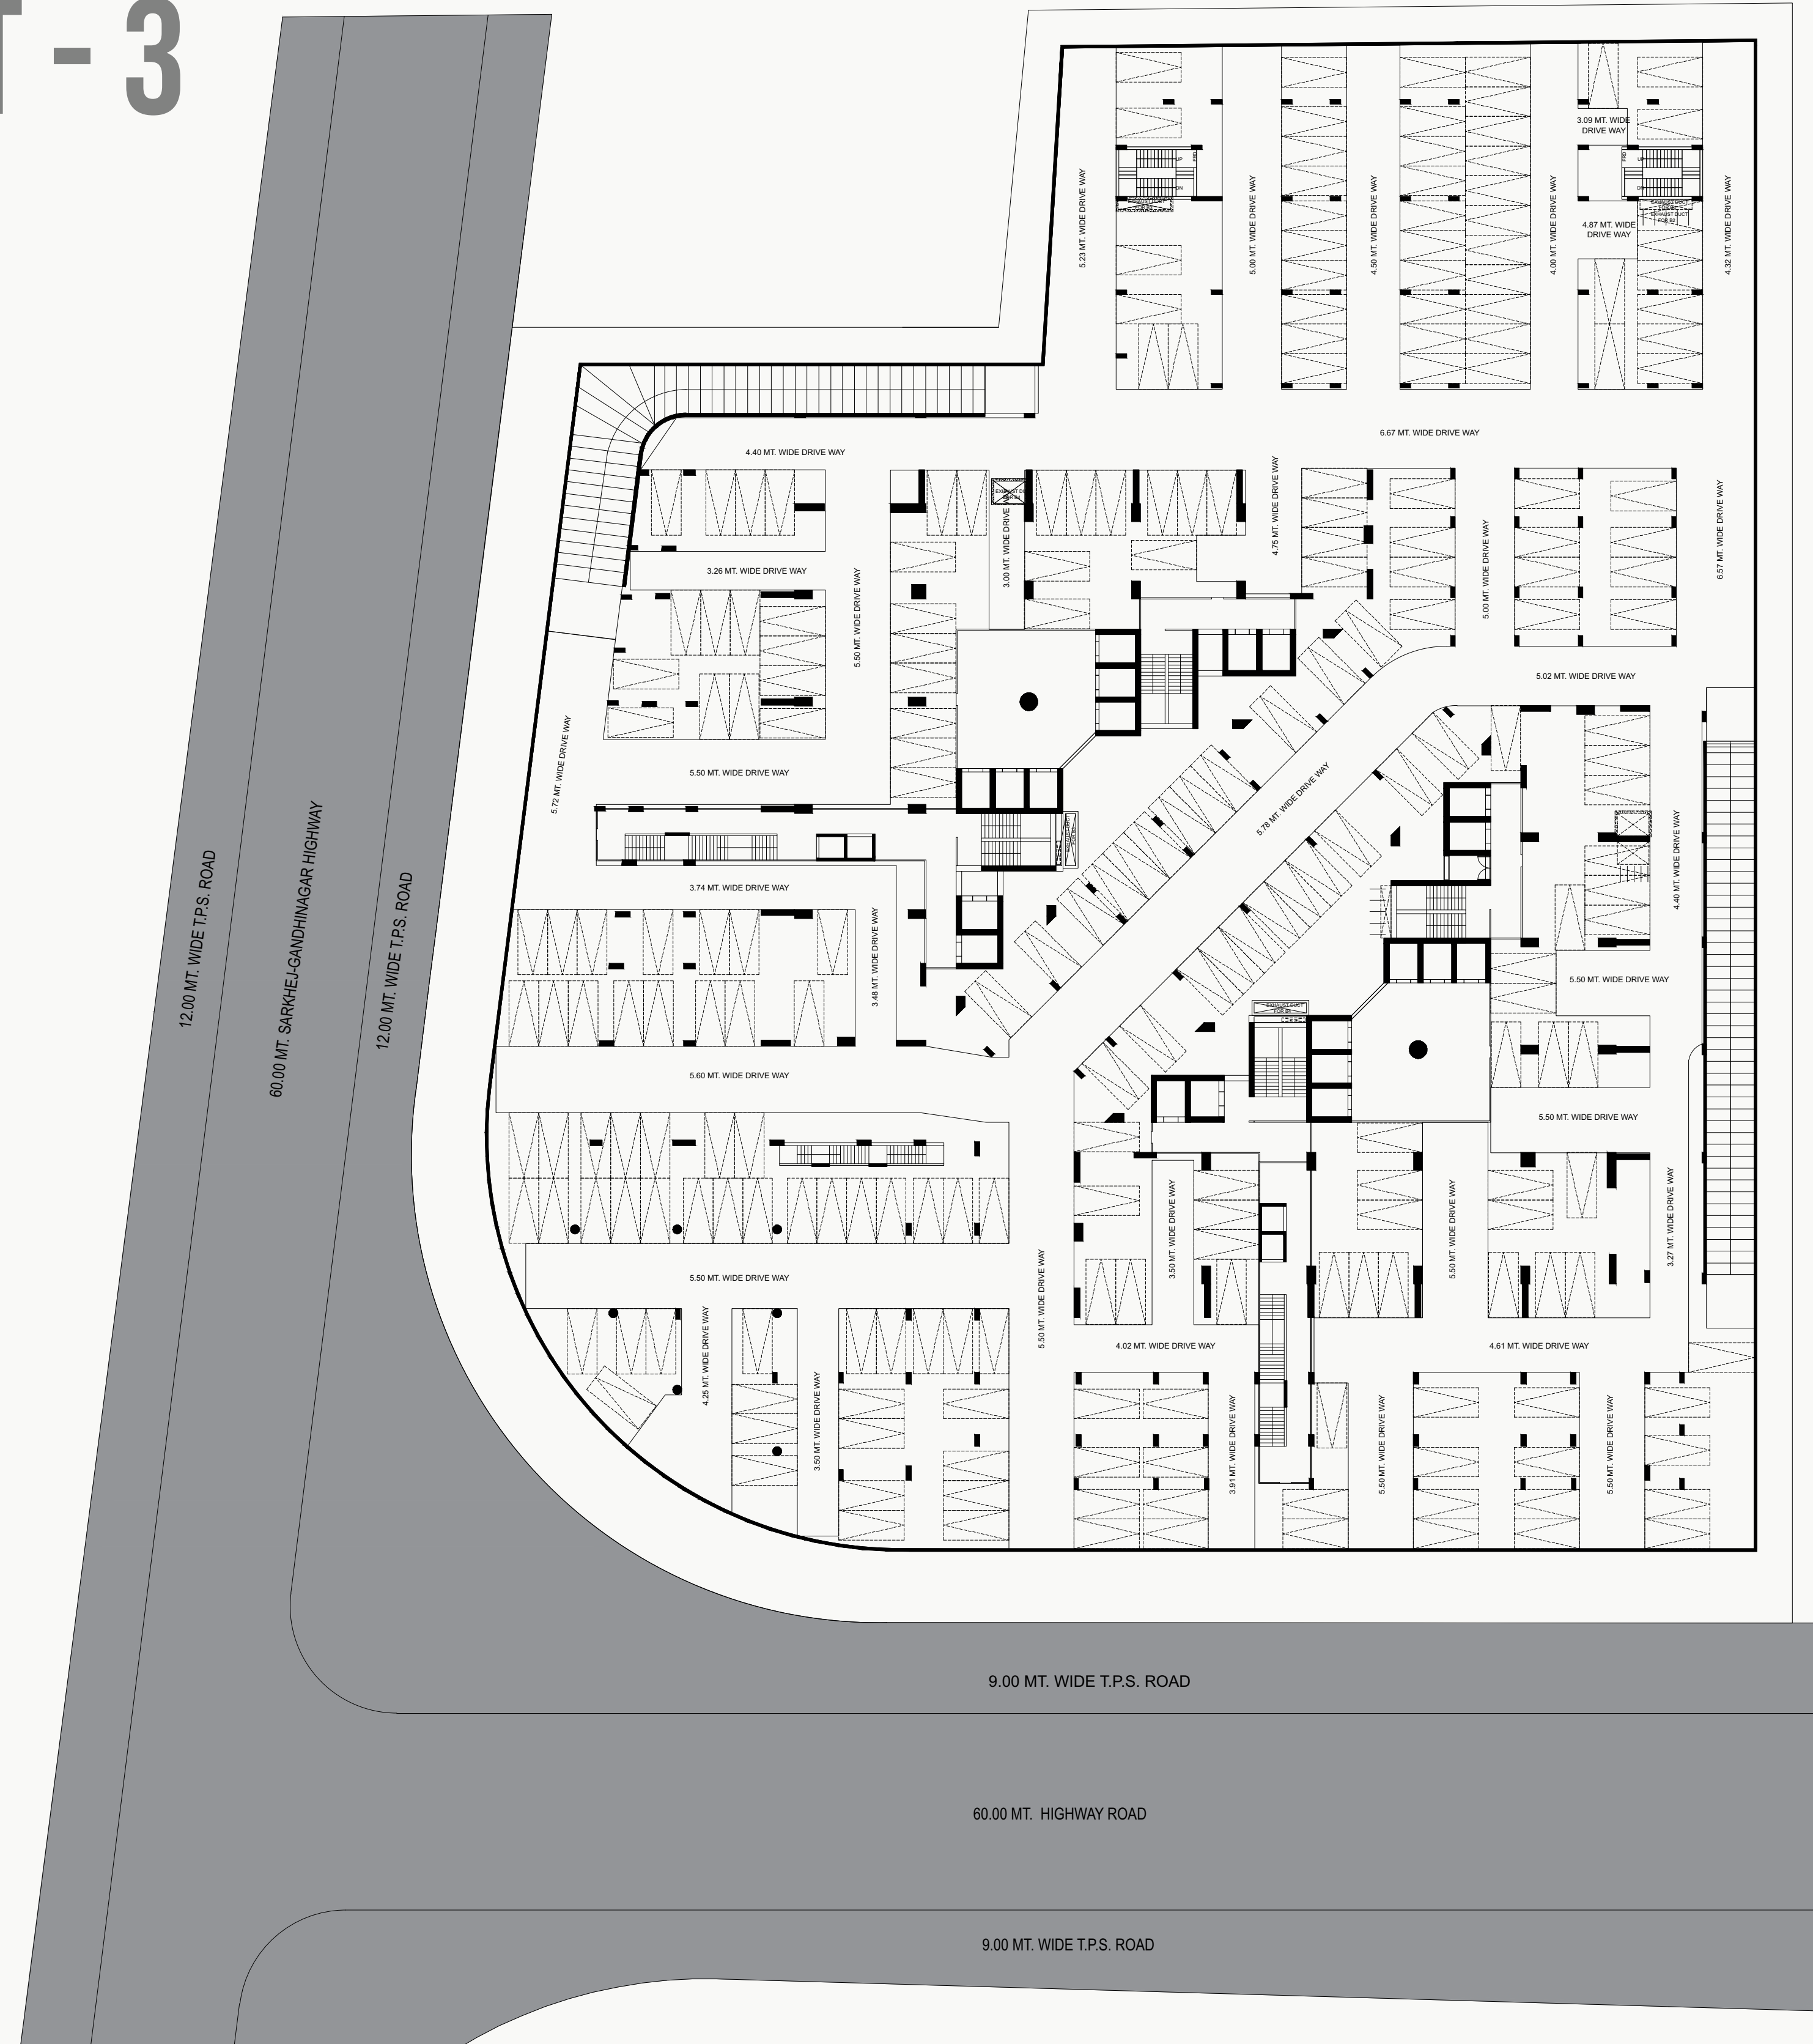 T - 3
3.09 MT. WIDE
DRIVE WAY
UP
FRD
DN
FRD
UP
DN
EXHAUST DUCT
FOR B2
4.87 MT. WIDE
DRIVE WAY
5.23 MT. WIDE DRIVE WAY
5.00 MT. WIDE DRIVE WAY
4.50 MT. WIDE DRIVE WAY
4.00 MT. WIDE DRIVE WAY
4.32 MT. WIDE DRIVE WAY
6.67 MT. WIDE DRIVE WAY
4.40 MT. WIDE DRIVE WAY
3.00 MT. WIDE DRIVE WAY
4.75 MT. WIDE DRIVE WAY
5.00 MT. WIDE DRIVE WAY
6.57 MT. WIDE DRIVE WAY
3.26 MT. WIDE DRIVE WAY
5.50 MT. WIDE DRIVE WAY
5.02 MT. WIDE DRIVE WAY
5.72 MT. WIDE DRIVE WAY
5.50 MT. WIDE DRIVE WAY
5.78 MT. WIDE DRIVE WAY
4.40 MT. WIDE DRIVE WAY
3.74 MT. WIDE DRIVE WAY
3.48 MT. WIDE DRIVE WAY
12.00 MT. WIDE T.P.S. ROAD
60.00 MT. SARKHEJ-GANDHINAGAR HIGHWAY
12.00 MT. WIDE T.P.S. ROAD
5.50 MT. WIDE DRIVE WAY
EXHAUST DUCT
5.60 MT. WIDE DRIVE WAY
5.50 MT. WIDE DRIVE WAY
3.50 MT. WIDE DRIVE WAY
5.50 MT. WIDE DRIVE WAY
3.27 MT. WIDE DRIVE WAY
5.50 MT. WIDE DRIVE WAY
5.50 MT. WIDE DRIVE WAY
4.25 MT. WIDE DRIVE WAY
4.02 MT. WIDE DRIVE WAY
4.61 MT. WIDE DRIVE WAY
3.50 MT. WIDE DRIVE WAY
3.91 MT. WIDE DRIVE WAY
5.50 MT. WIDE DRIVE WAY
5.50 MT. WIDE DRIVE WAY
9.00 MT. WIDE T.P.S. ROAD
60.00 MT. HIGHWAY ROAD
9.00 MT. WIDE T.P.S. ROAD